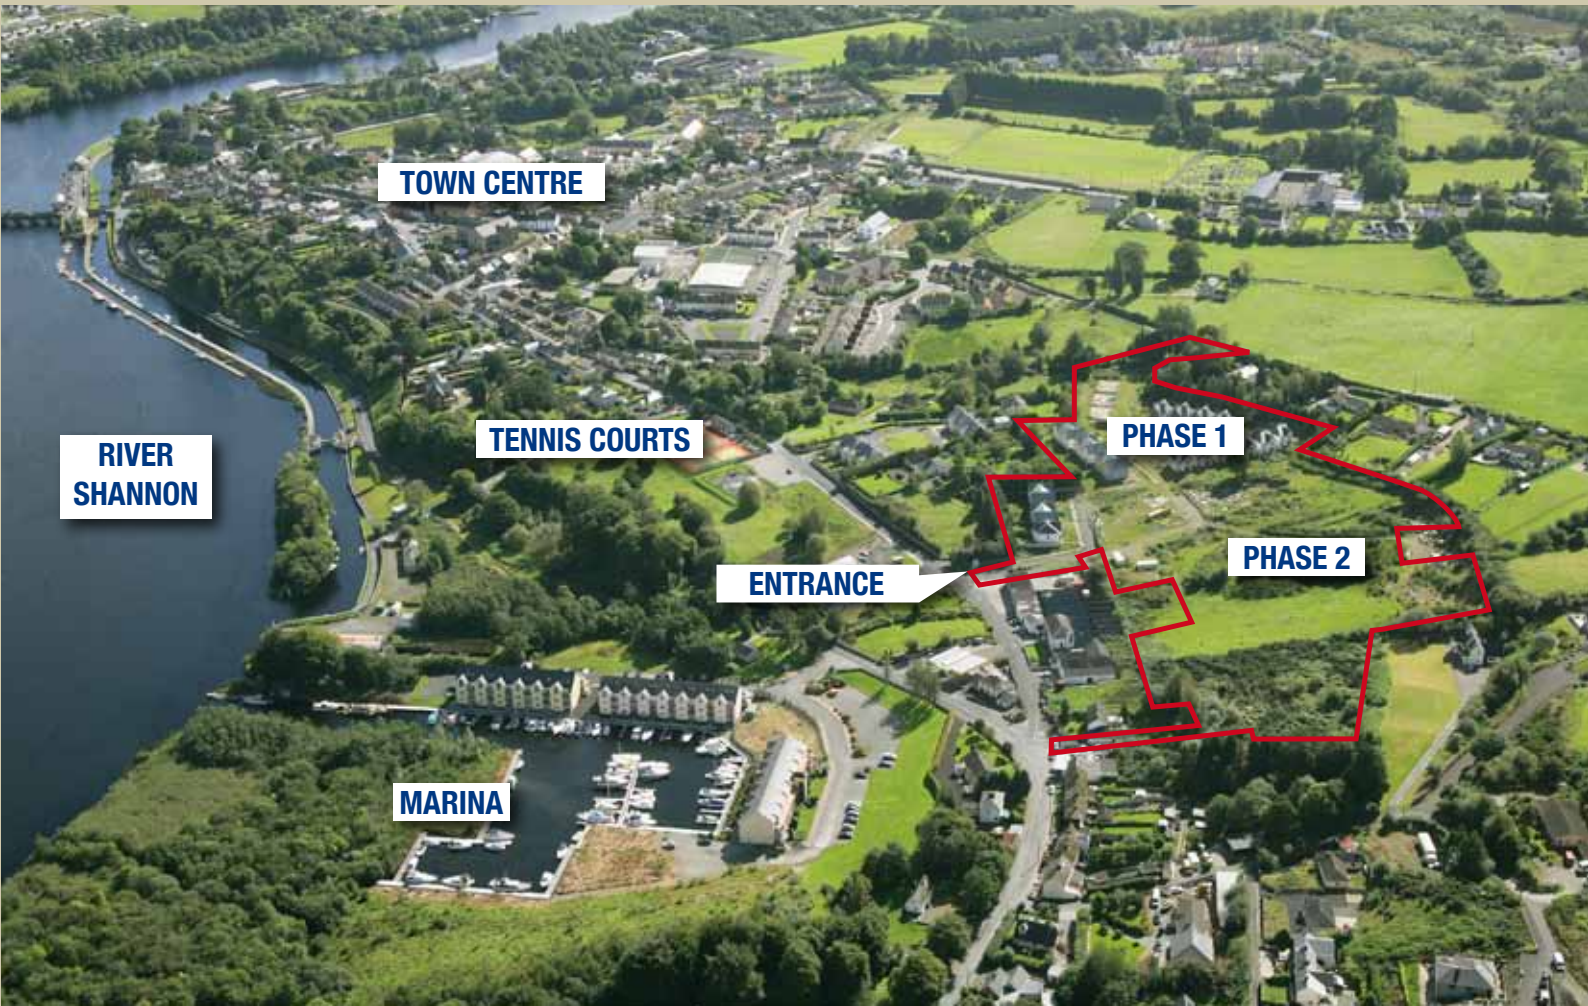 TOWN CENTRE
TENNIS COURTS
RIVER
SHANNON
PHASE 1
PHASE 2
ENTRANCE
MARINA